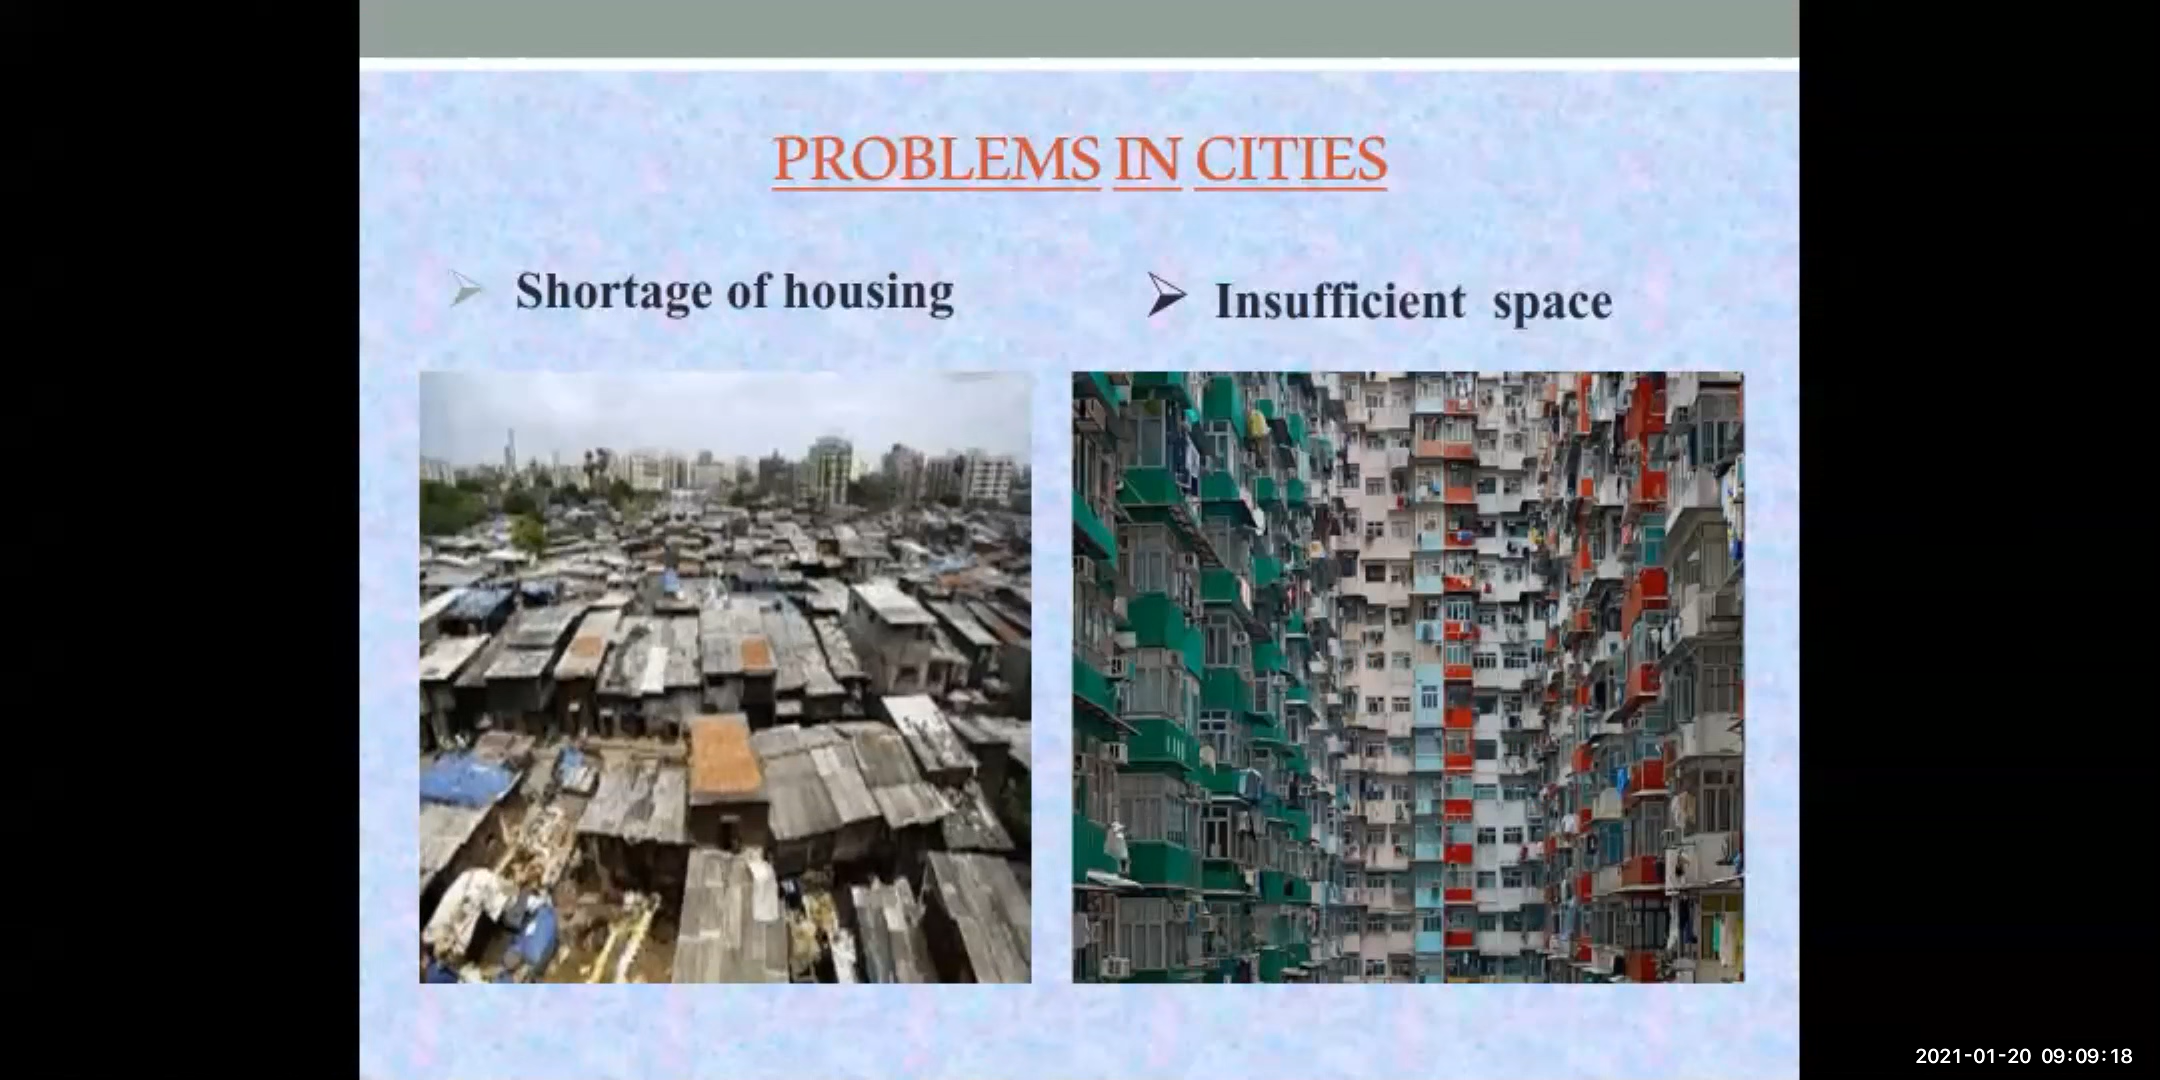 PROBLEMS IN CITIES
Shortage of housing
Insufficient space
2021-01-20 09:09:18